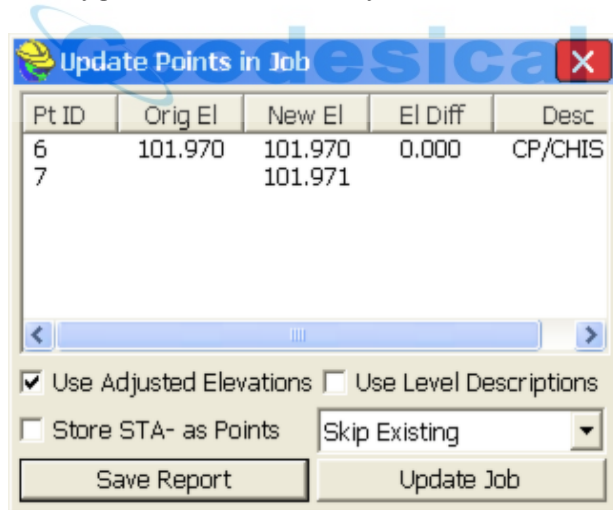 Geodesical
Update Points in Job
Pt ID Orig El New El El Diff Desc
6 101.970 101.970 0.000 CP/CHIS
7 101.971
Use Adjusted Elevations Use Level Descriptions
Store STA- as Points Skip Existing
Save Report Update Job